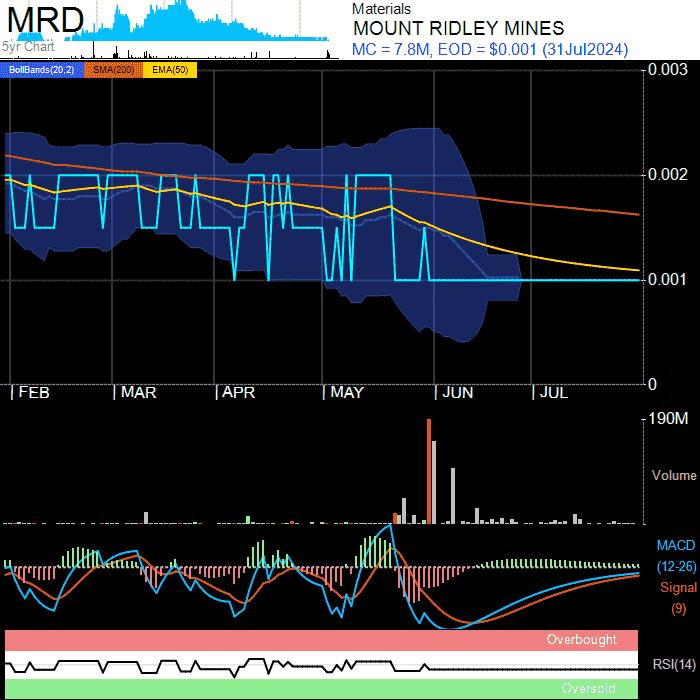 MRD
5yr Chart
Materials
MOUNT RIDLEY MINES
MC = 7.8M, EOD = $0.001 (31Jul2024)
BollBands(20,2) SMA(200) EMA(50)
0.003
0.002
0.001
0
FEB MAR APR MAY JUN JUL
190M
Volume
MACD
(12-26)
Signal
(9)
Overbought
RSI(14)
Oversold